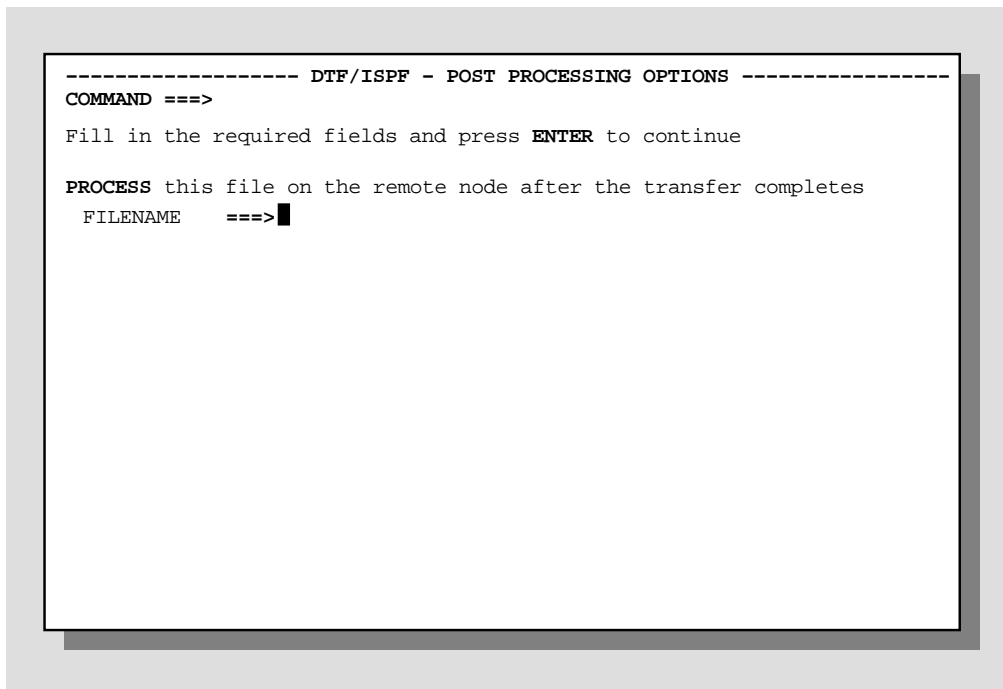 ------------------- DTF/ISPF - POST PROCESSING OPTIONS -----------------
COMMAND ===>
Fill in the required fields and press ENTER to continue
PROCESS this file on the remote node after the transfer completes
FILENAME ===>